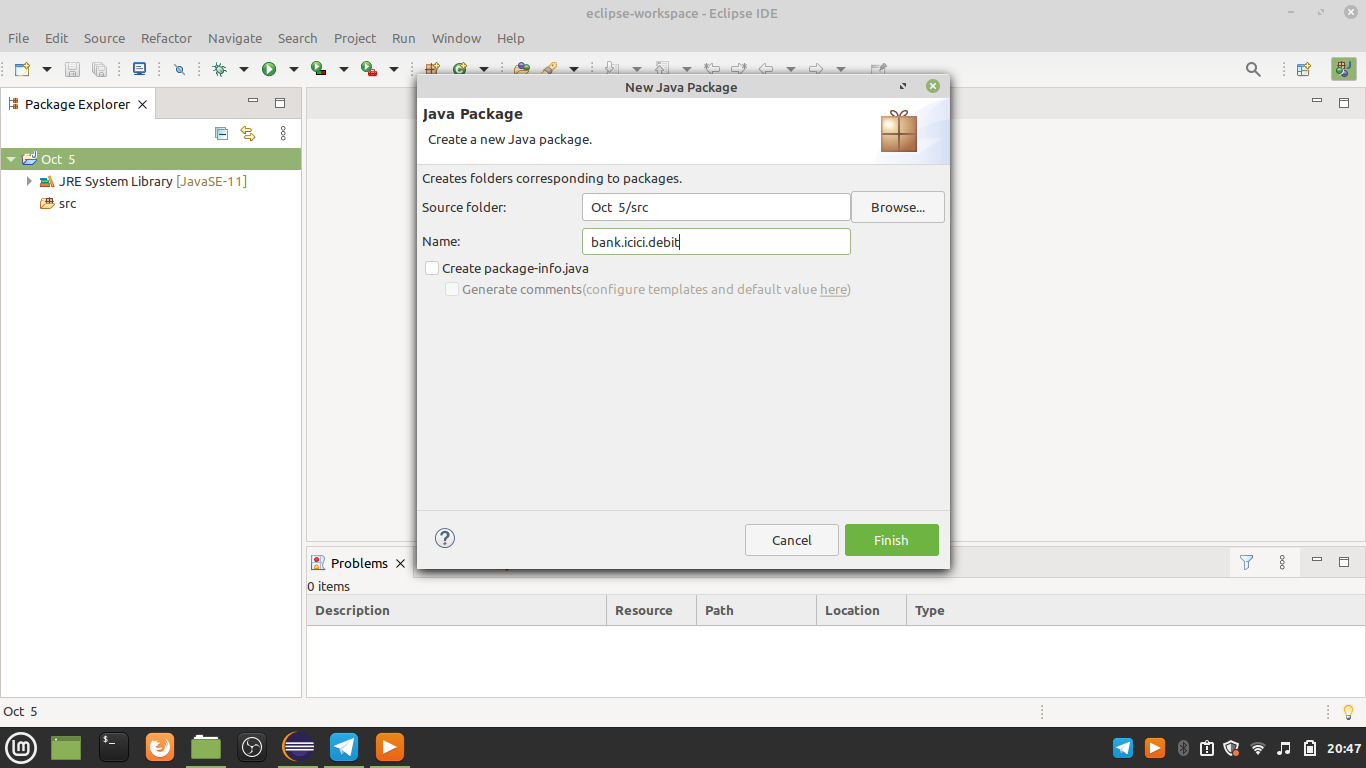 eclipse-workspace - Eclipse IDE
File Edit Source Refactor Navigate Search Project Run Window Help
Package Explorer
Oct 5
JRE System Library [JavaSE-11]
src
New Java Package
Java Package
Create a new Java package.
Creates folders corresponding to packages.
Source folder: Oct 5/src Browse...
Name: bank.icici.debit
Create package-info.java
Generate comments(configure templates and default value here)
? Cancel Finish
Problems
0 items
Description Resource Path Location Type
Oct 5
20:47